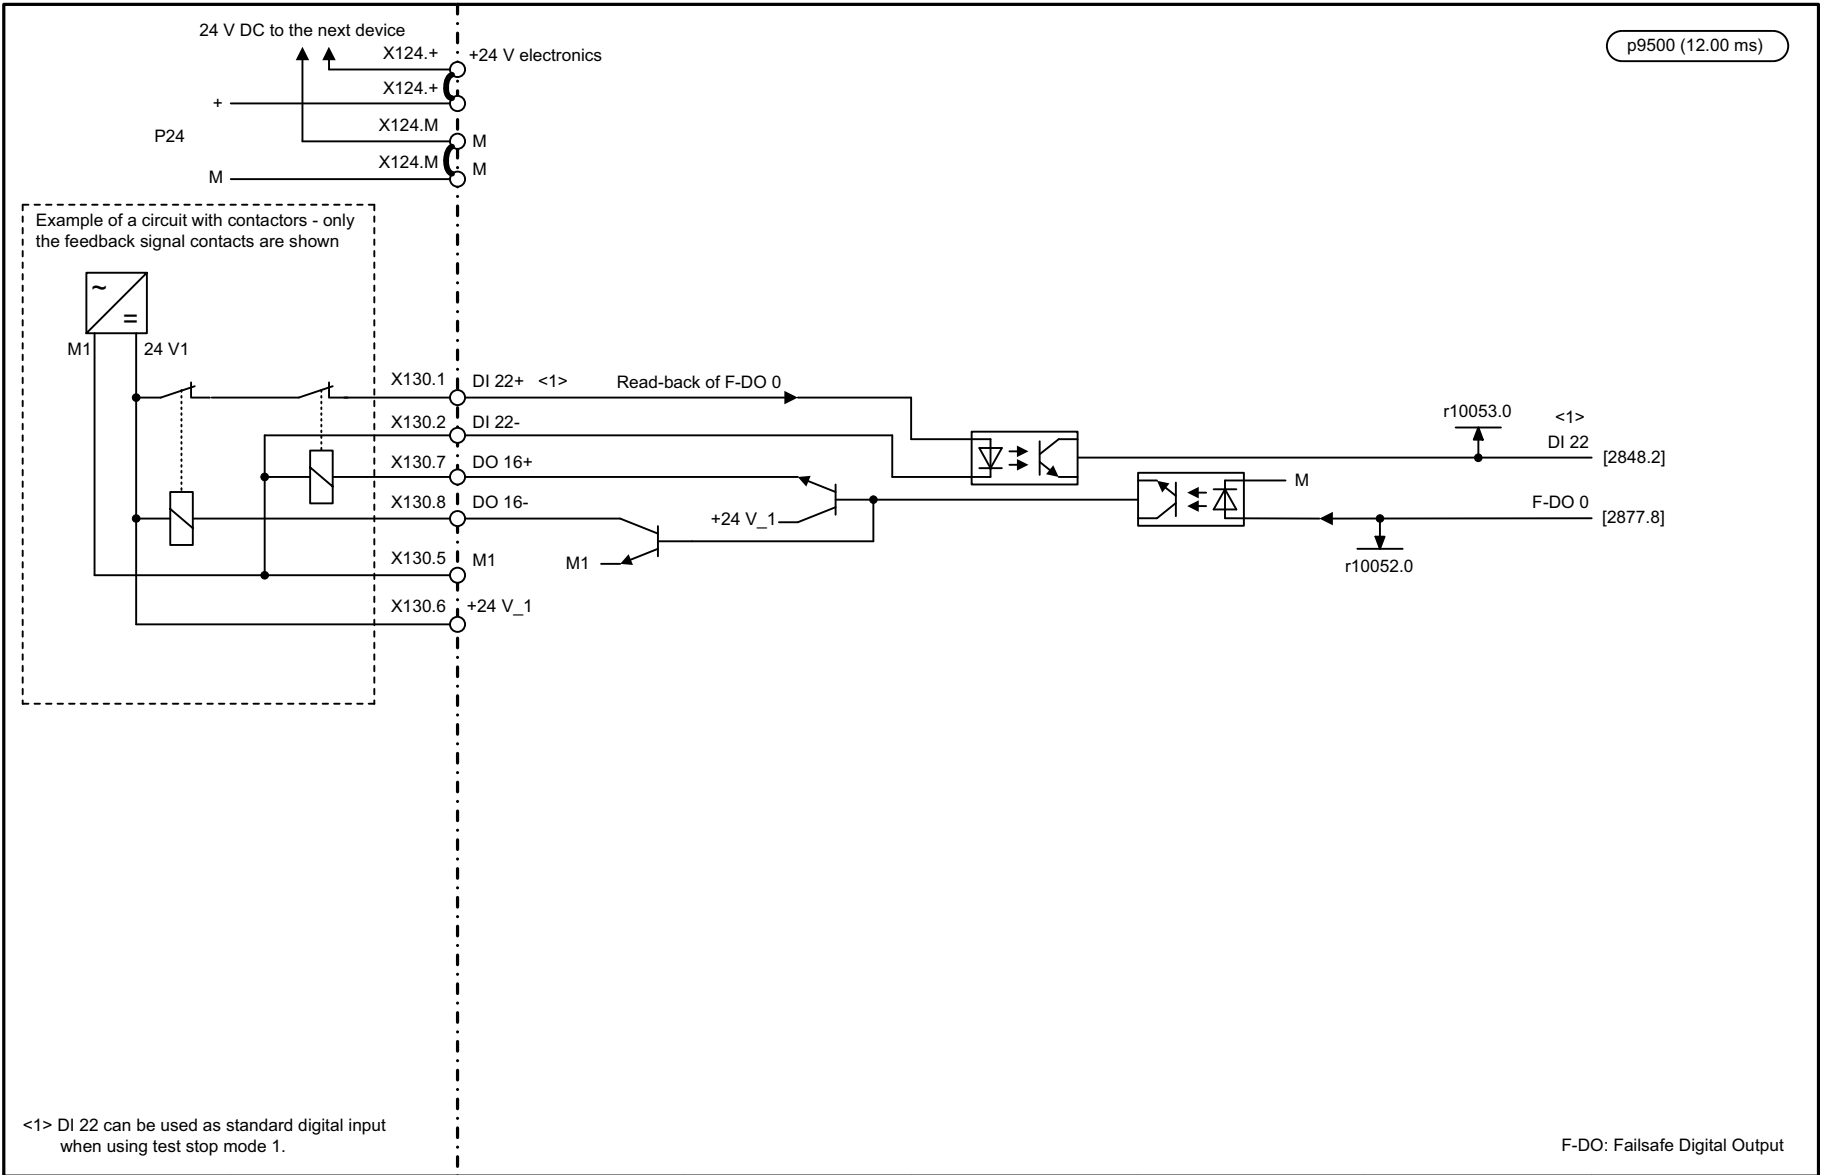 24 V DC to the next device
p9500 (12.00 ms)
X124.+
+24 V electronics
X124.+
+
X124.M
P24
M
X124.M
M
M
Example of a circuit with contactors - only
the feedback signal contacts are shown
~
=
M1
24 V1
X130.1
DI 22+ <1>
Read-back of F-DO 0
r10053.0
<1>
X130.2
DI 22-
DI 22
[2848.2]
X130.7
DO 16+
M
X130.8
DO 16-
+24 V_1
F-DO 0
[2877.8]
X130.5
M1
M1
r10052.0
X130.6
+24 V_1
<1> DI 22 can be used as standard digital input
when using test stop mode 1.
F-DO: Failsafe Digital Output